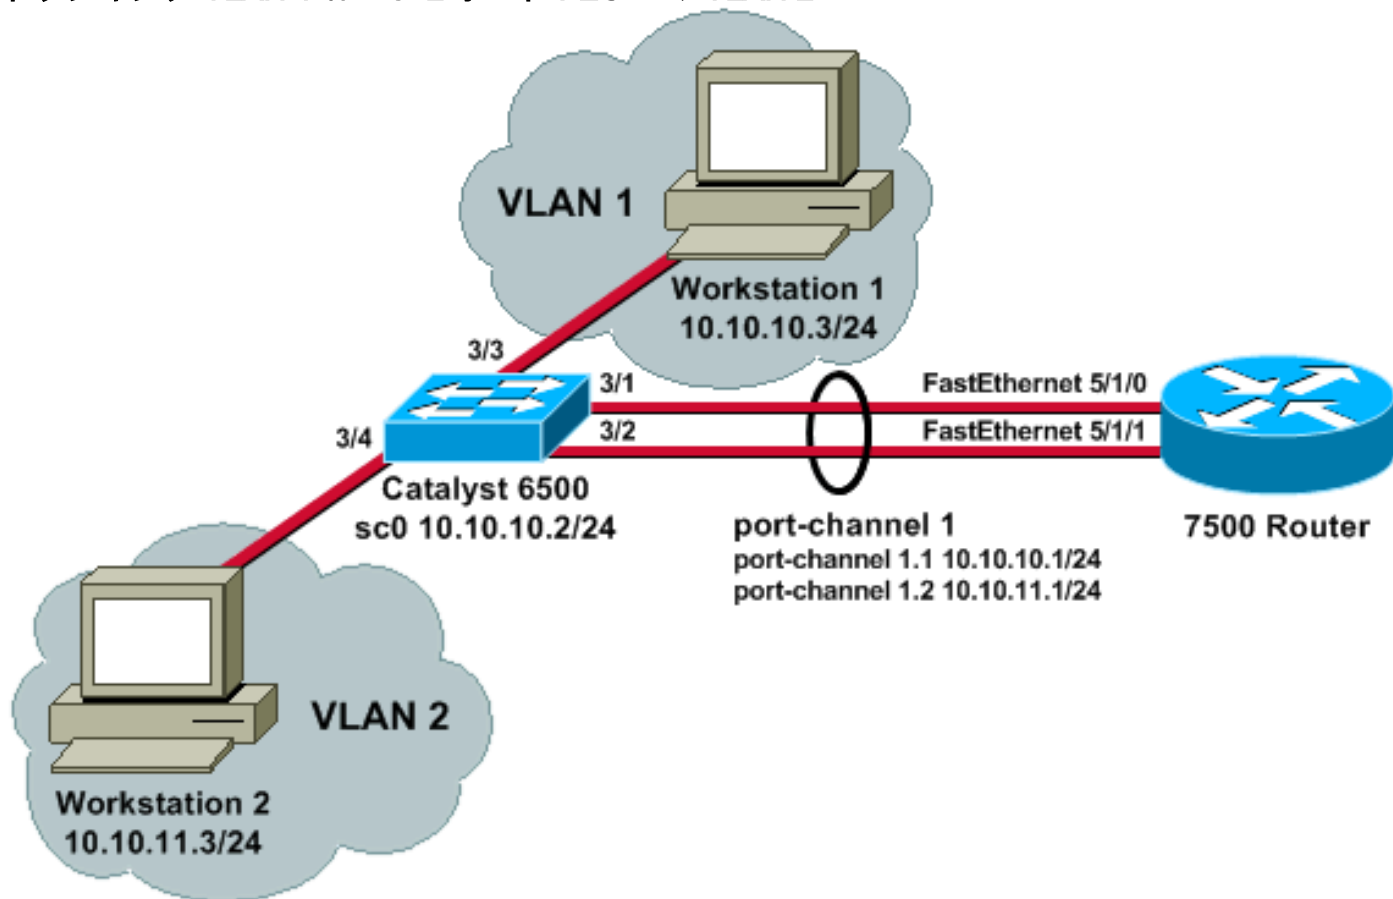 VLAN 1
Workstation 1
10.10.10.3/24
3/3
3/1
FastEthernet 5/1/0
3/4
3/2
FastEthernet 5/1/1
Catalyst 6500
sc0 10.10.10.2/24
port-channel 1
port-channel 1.1 10.10.10.1/24
port-channel 1.2 10.10.11.1/24
7500 Router
VLAN 2
Workstation 2
10.10.11.3/24